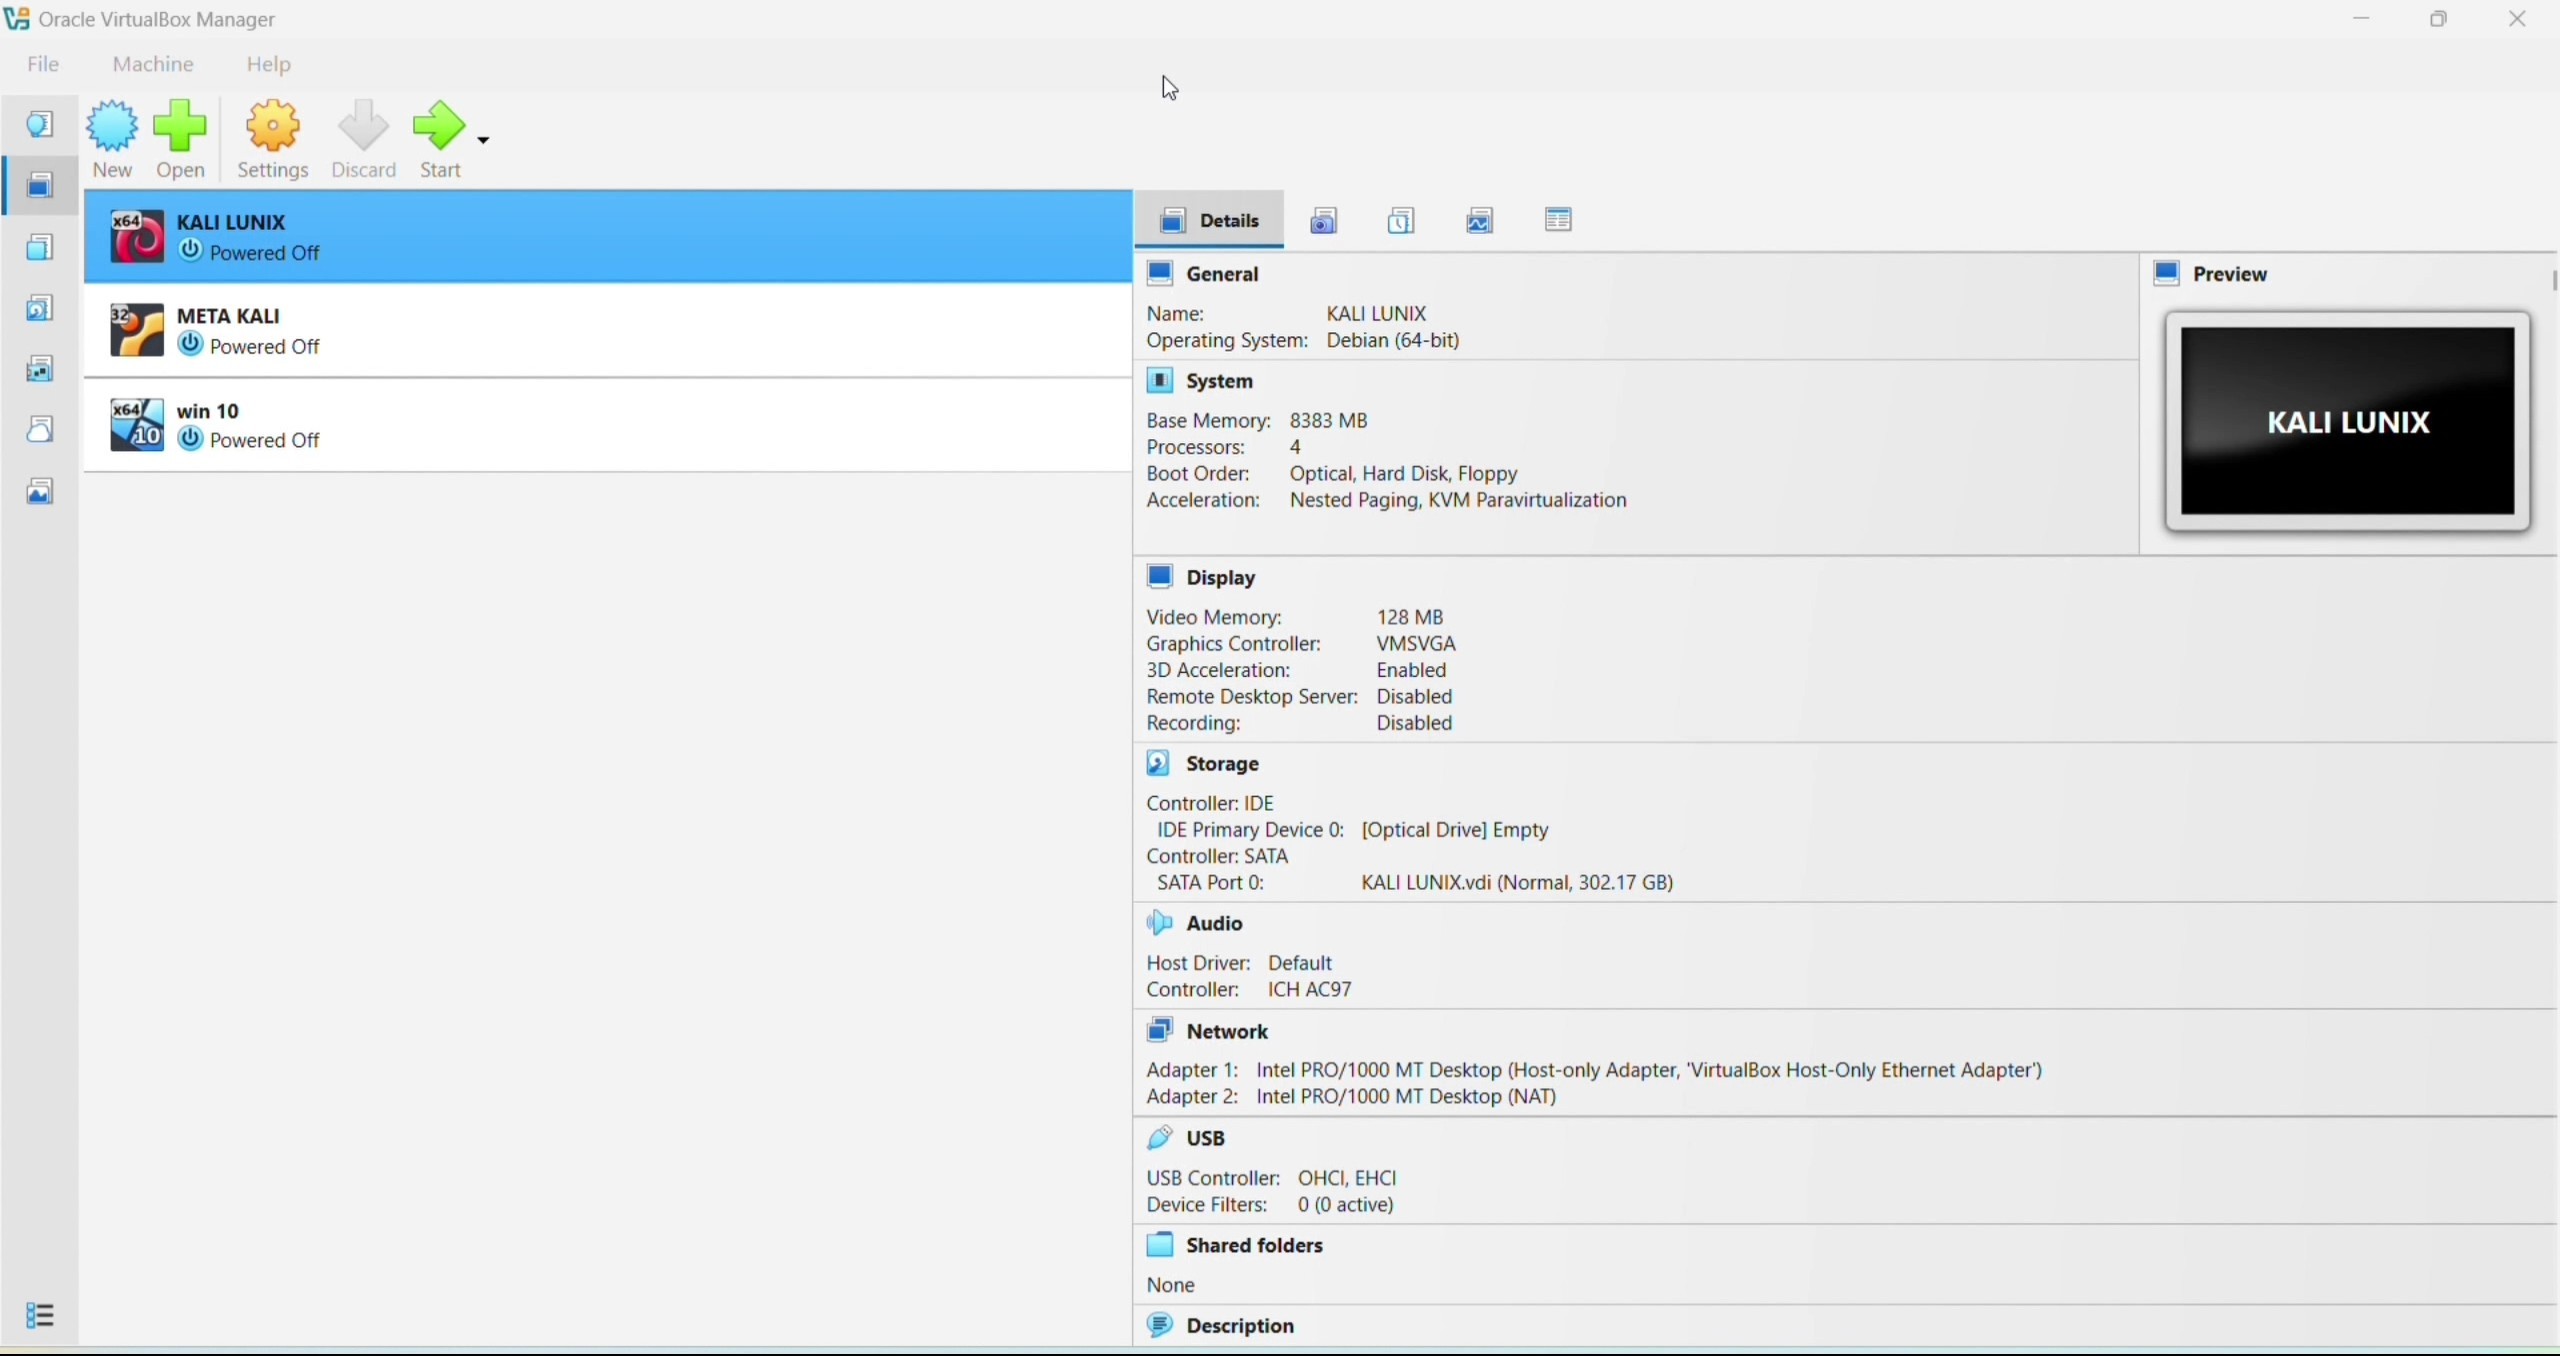 Oracle VirtualBox Manager
File Machine Help
New Open Settings Discard Start
x64 KALI LUNIX
Powered Off
32 META KALI
Powered Off
x64 10 win 10
Powered Off
Details
General
Name: KALI LUNIX
Operating System: Debian (64-bit)
Preview
KALI LUNIX
System
Base Memory: 8383 MB
Processors: 4
Boot Order: Optical, Hard Disk, Floppy
Acceleration: Nested Paging, KVM Paravirtualization
Display
Video Memory: 128 MB
Graphics Controller: VMSVGA
3D Acceleration: Enabled
Remote Desktop Server: Disabled
Recording: Disabled
Storage
Controller: IDE
IDE Primary Device 0: [Optical Drive] Empty
Controller: SATA
SATA Port 0: KALI LUNIX.vdi (Normal, 302.17 GB)
Audio
Host Driver: Default
Controller: ICH AC97
Network
Adapter 1: Intel PRO/1000 MT Desktop (Host-only Adapter, 'VirtualBox Host-Only Ethernet Adapter')
Adapter 2: Intel PRO/1000 MT Desktop (NAT)
USB
USB Controller: OHCI, EHCI
Device Filters: 0 (0 active)
Shared folders
None
Description